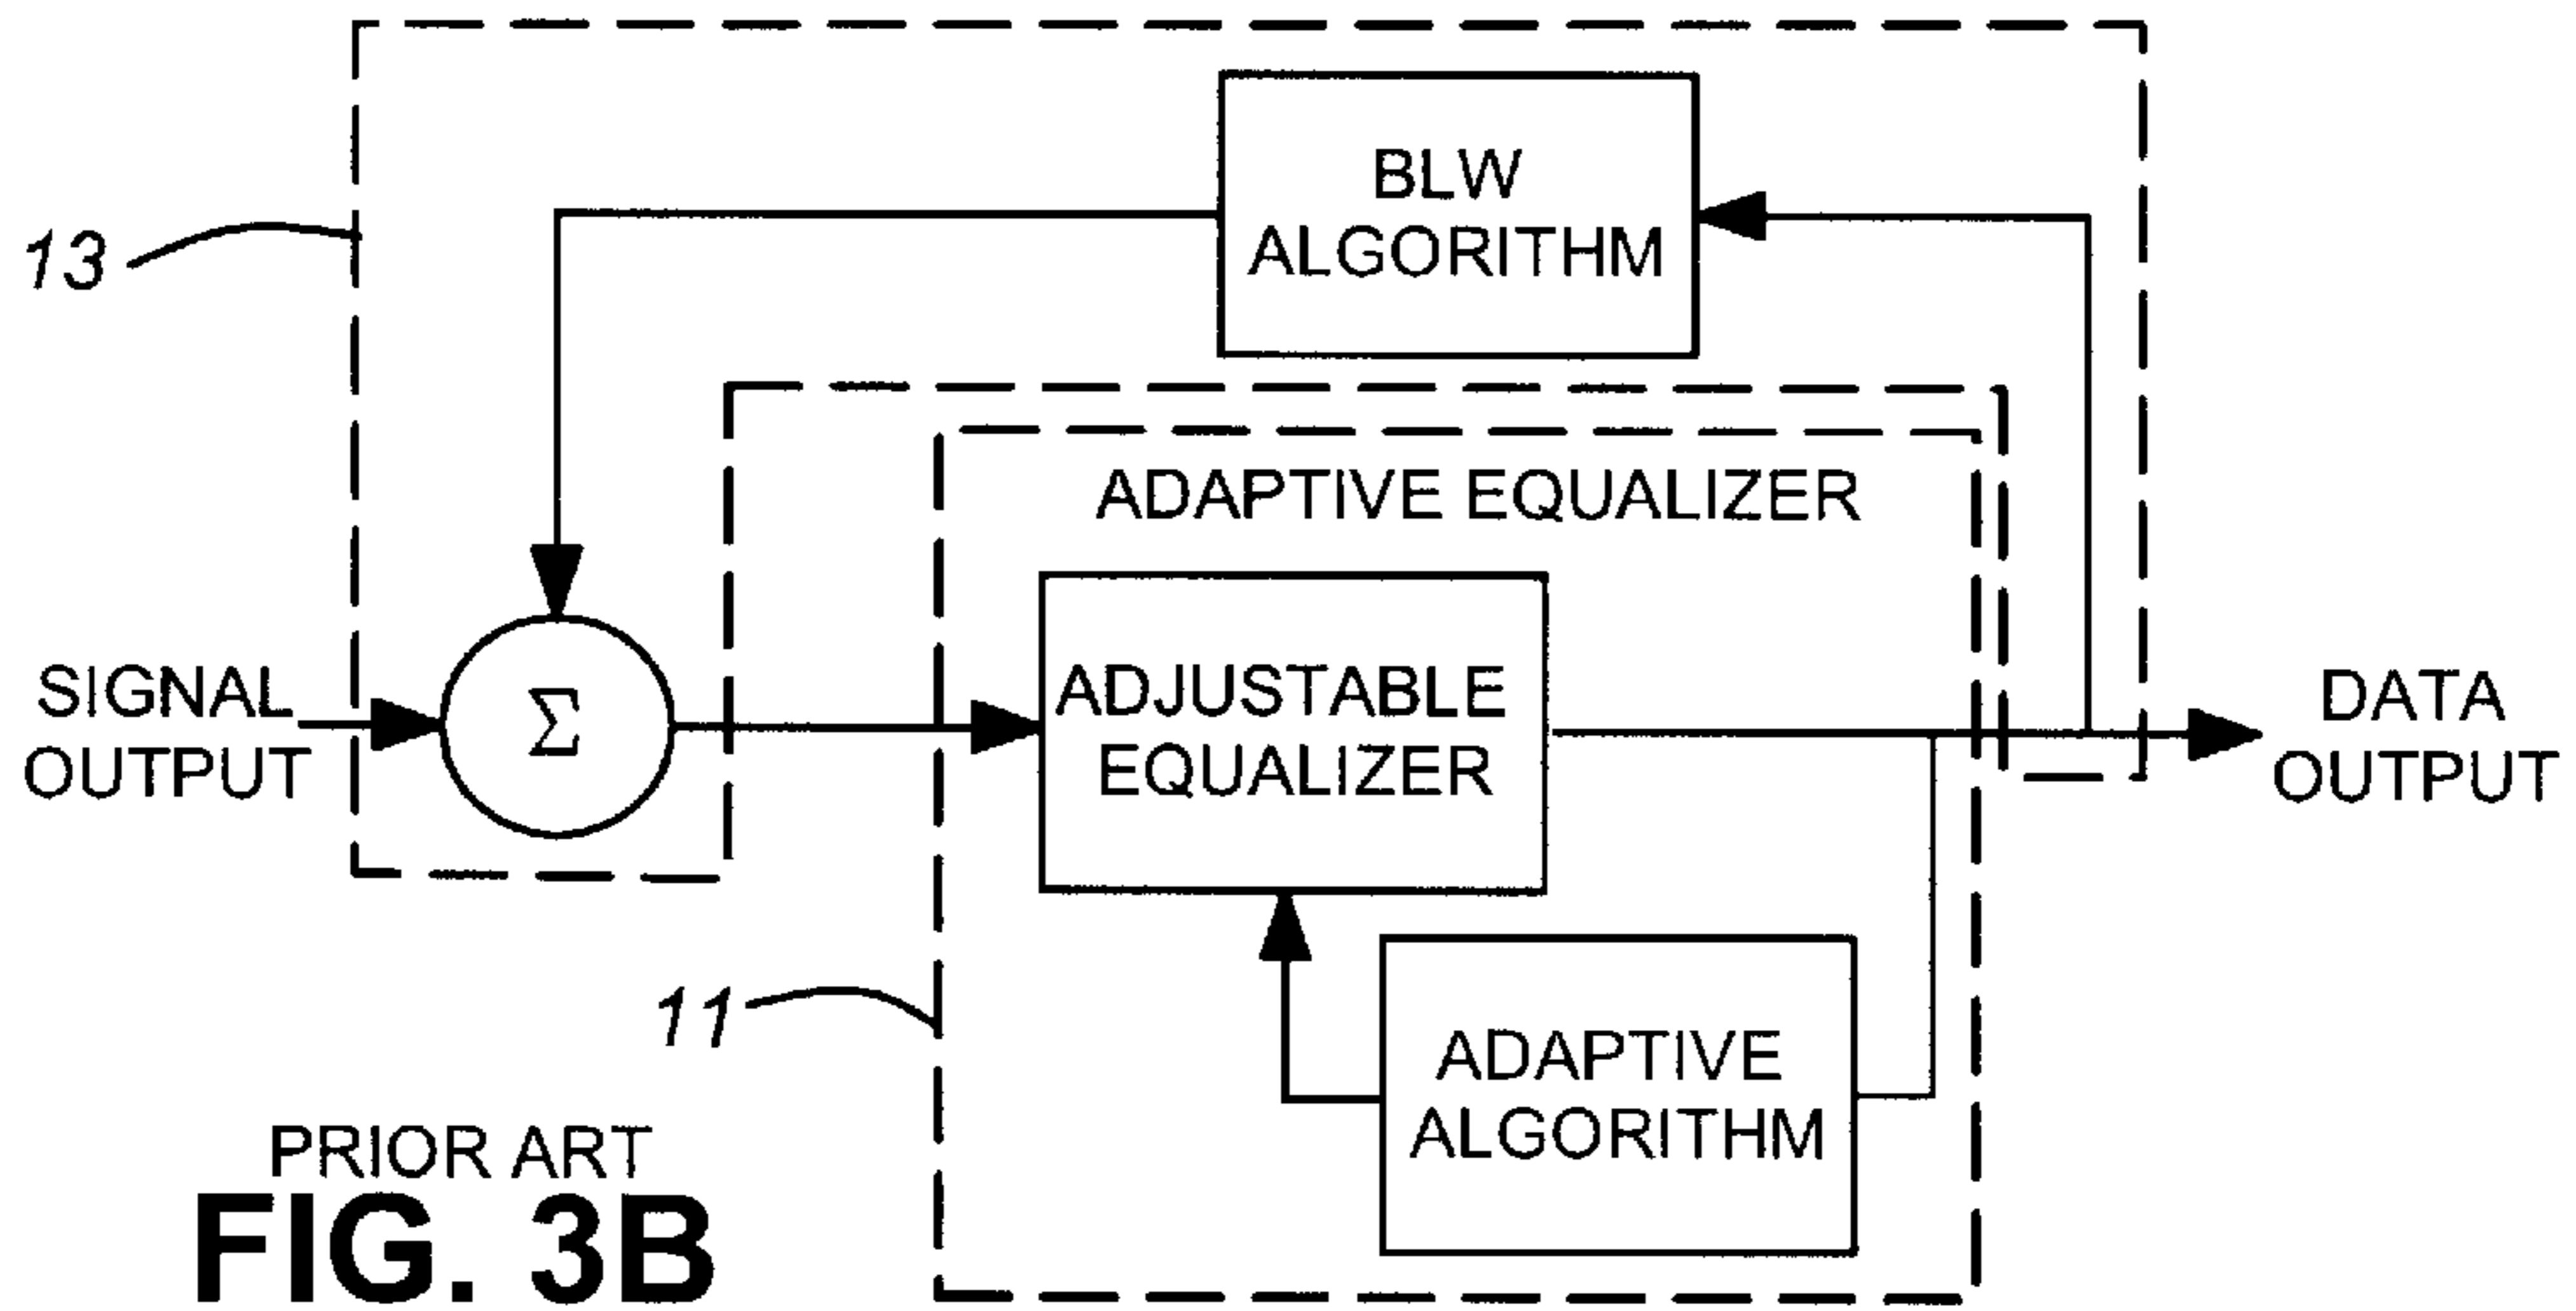 BLW
ALGORITHM
13
ADAPTIVE EQUALIZER
SIGNAL
OUTPUT
Σ
ADJUSTABLE
EQUALIZER
DATA
OUTPUT
11
ADAPTIVE
ALGORITHM
PRIOR ART
FIG. 3B